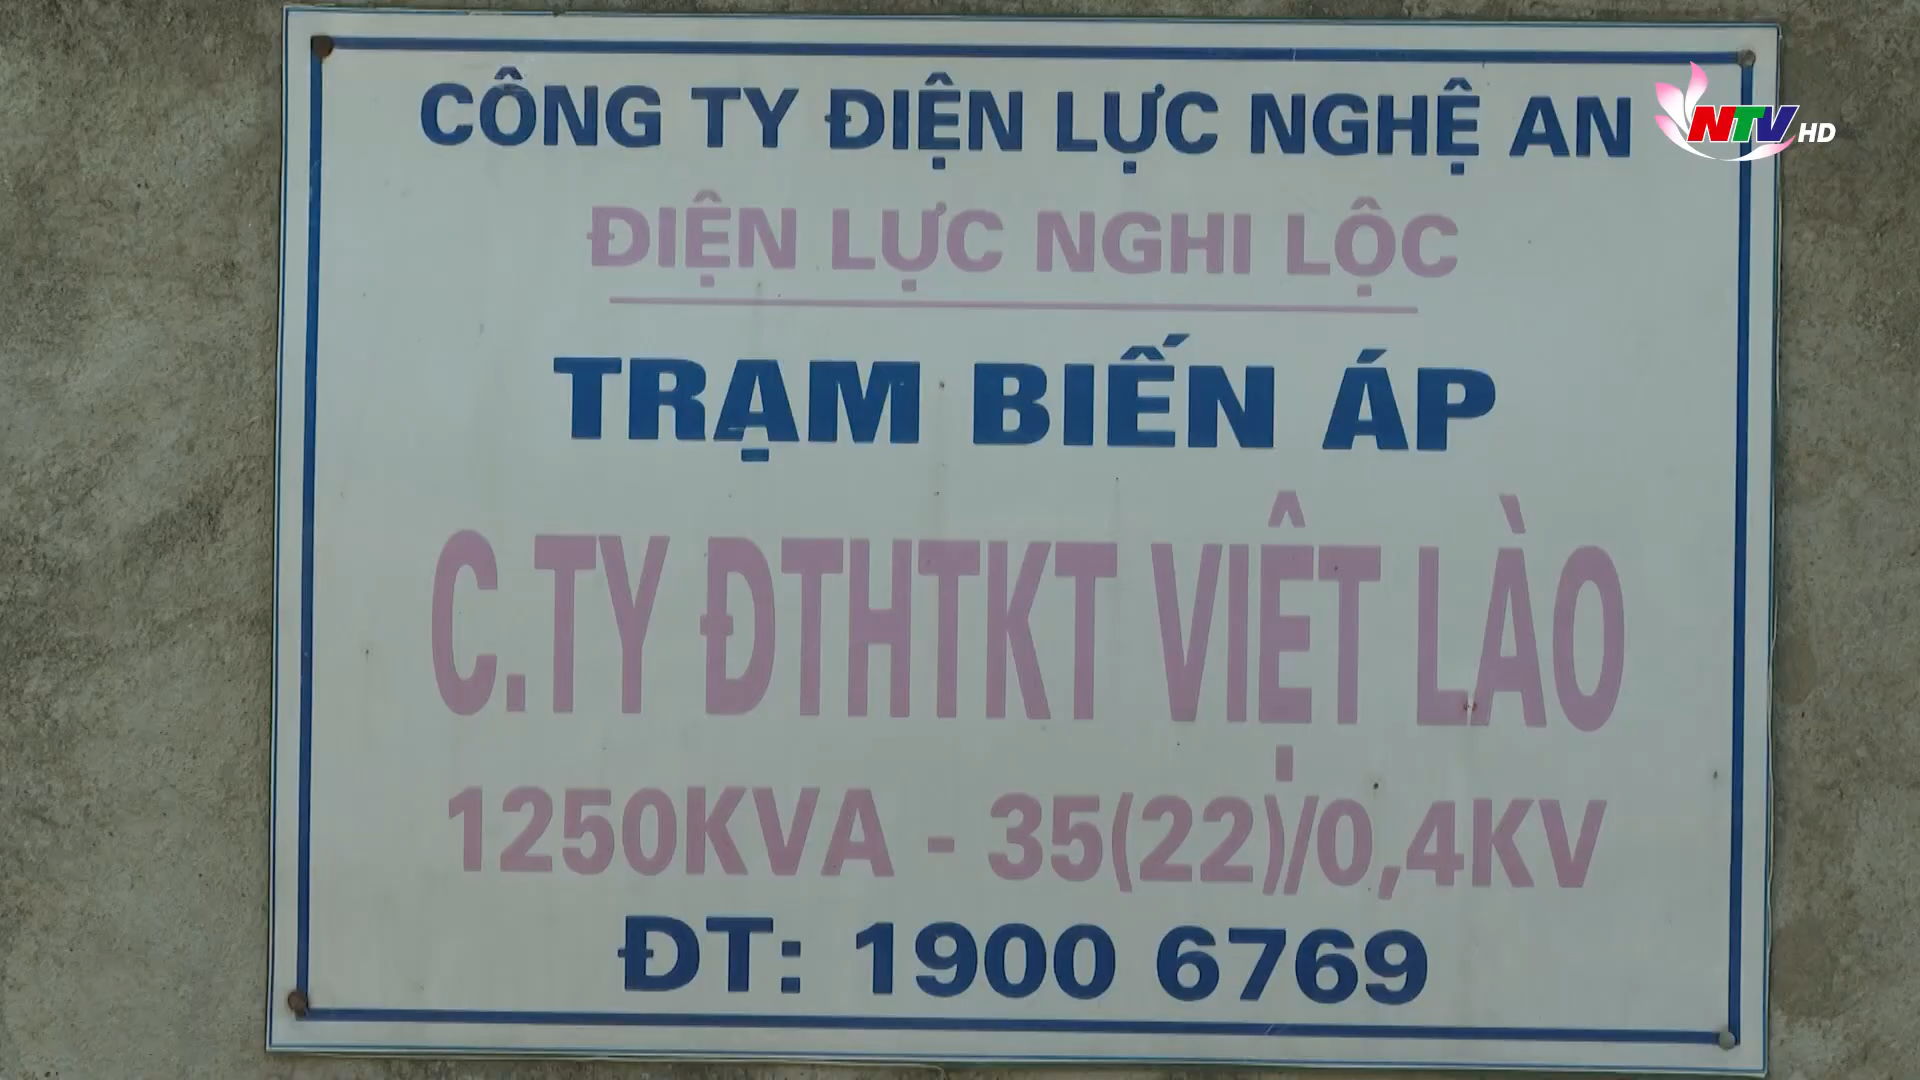 CÔNG TY ĐIỆN LỰC NGHỆ AN
NTV HD
ĐIỆN LỰC NGHI LỘC
TRẠM BIẾN ÁP
C.TY ĐTHTKT VIỆT LÀO
1250KVA - 35(22)/0,4KV
ĐT: 1900 6769